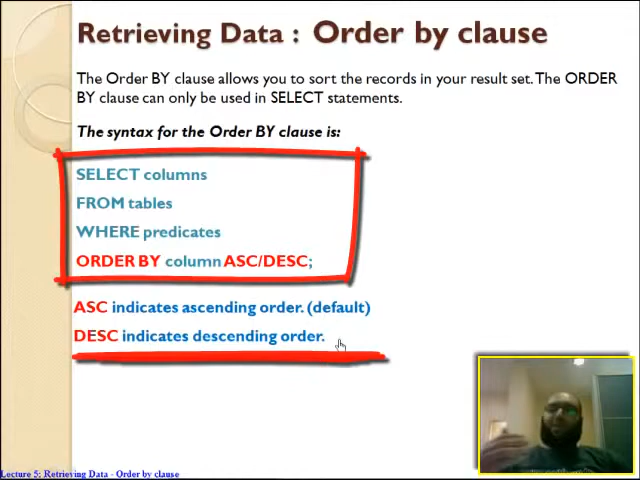 Retrieving Data : Order by clause
The Order BY clause allows you to sort the records in your result set. The ORDER
BY clause can only be used in SELECT statements.
The syntax for the Order BY clause is:
SELECT columns
FROM tables
WHERE predicates
ORDER BY column ASC/DESC;
ASC indicates ascending order. (default)
DESC indicates descending order.
Lecture 5: Retrieving Data - Order by clause